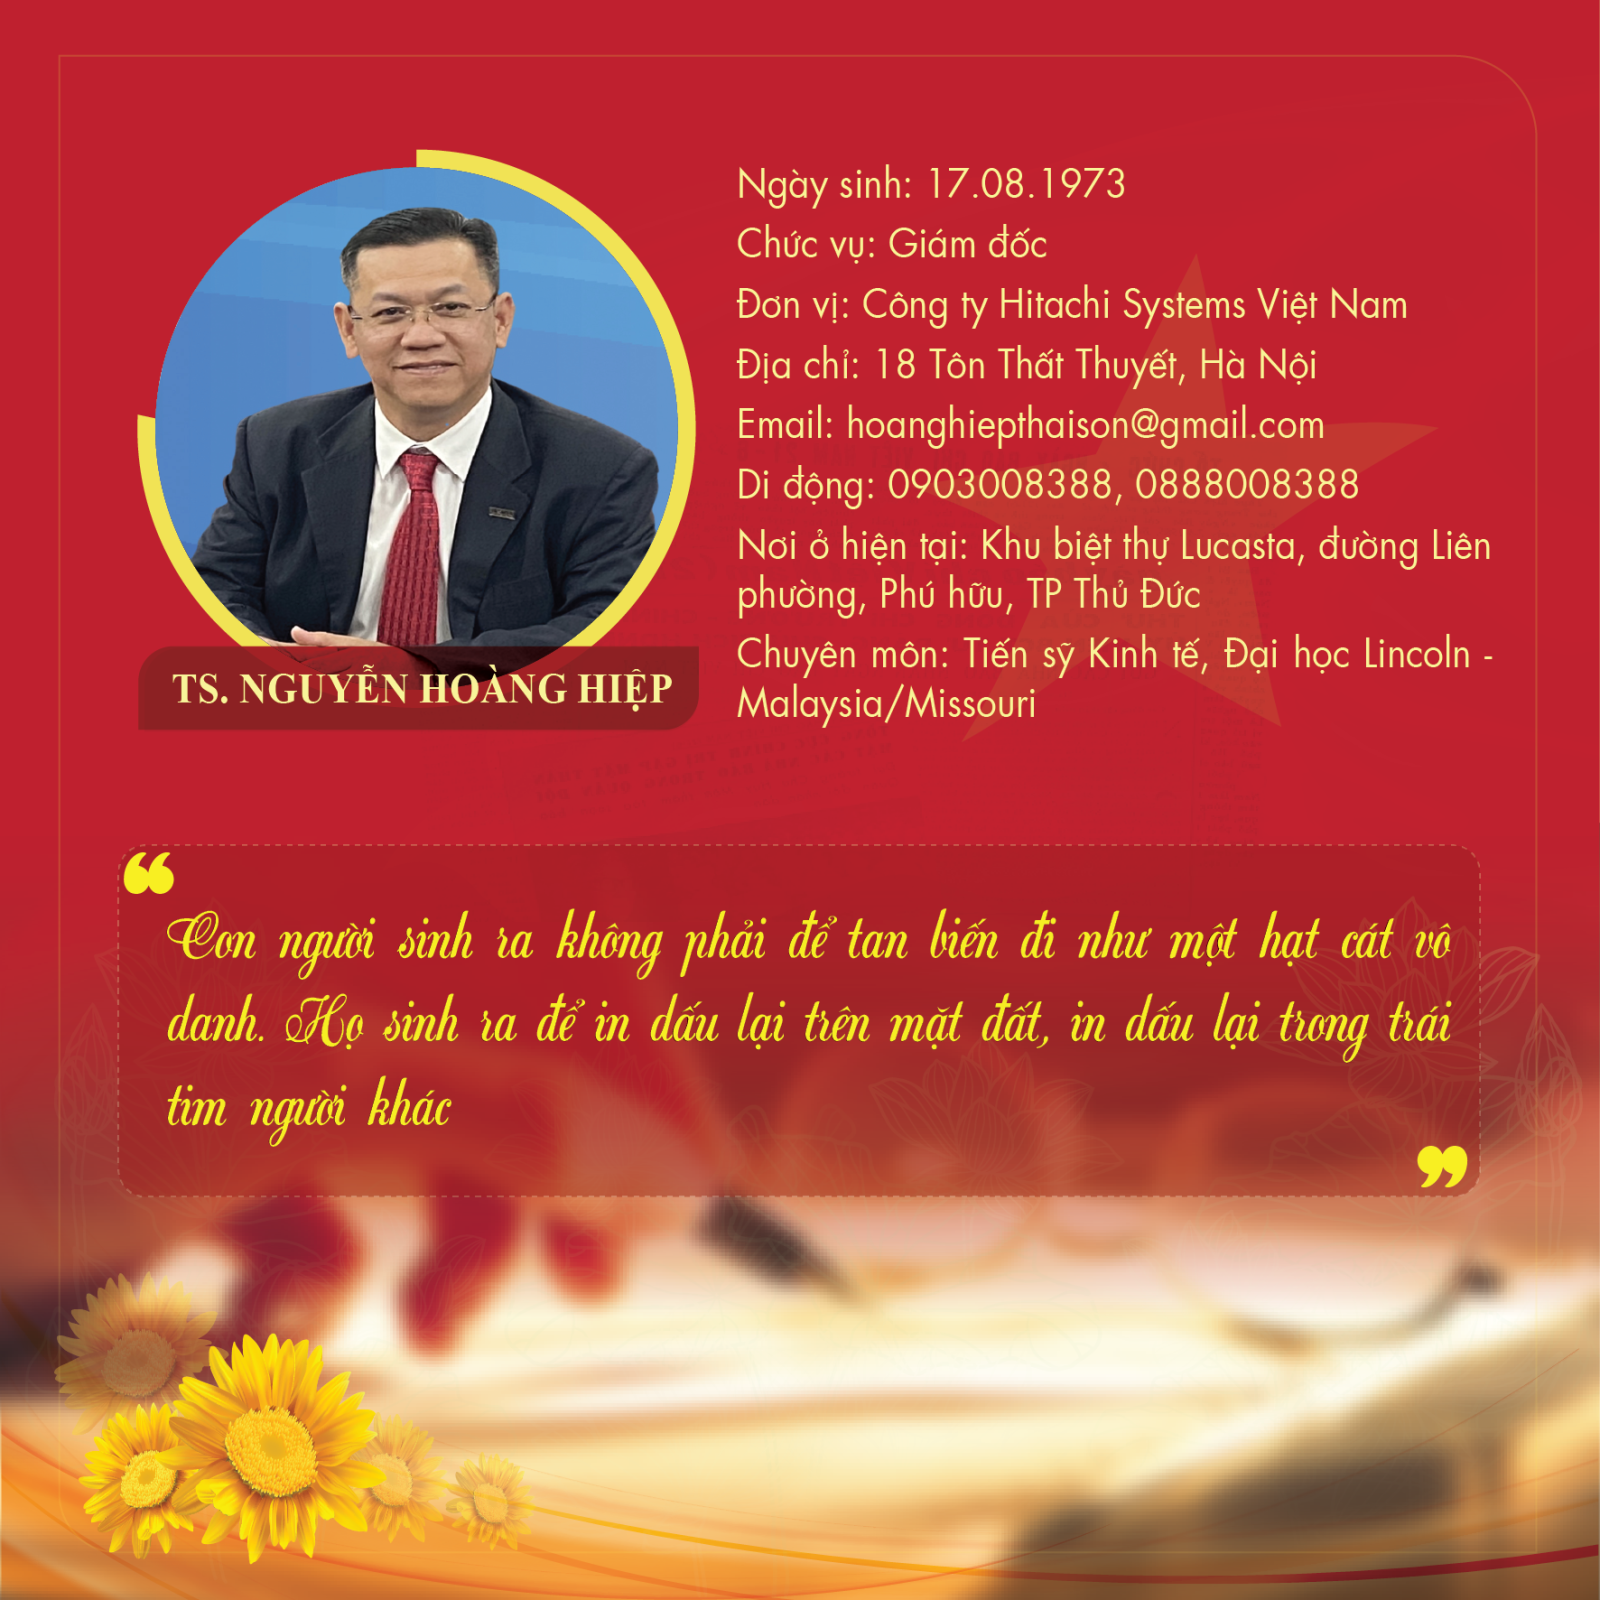 Ngày sinh: 17.08.1973
Chức vụ: Giám đốc
Đơn vị: Công ty Hitachi Systems Việt Nam
Địa chỉ: 18 Tôn Thất Thuyết, Hà Nội
Email: hoanghiepthaison@gmail.com
Di động: 0903008388, 0888008388
Nơi ở hiện tại: Khu biệt thự Lucasta, đường Liên
phường, Phú hữu, TP Thủ Đức
Chuyên môn: Tiến sỹ Kinh tế, Đại học Lincoln -
Malaysia/Missouri
TS. NGUYỄN HOÀNG HIỆP
“
Con người sinh ra không phải để tan biến đi như một hạt cát vô
danh. Họ sinh ra để in dấu lại trên mặt đất, in dấu lại trong trái
tim người khác
”